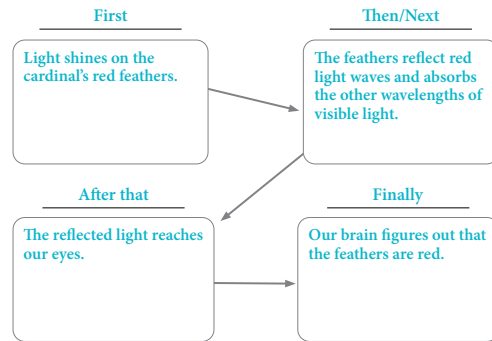 First
Light shines on the
cardinal's red feathers.
Then/Next
The feathers reflect red
light waves and absorbs
the other wavelengths of
visible light.
After that
The reflected light reaches
our eyes.
Finally
Our brain figures out that
the feathers are red.